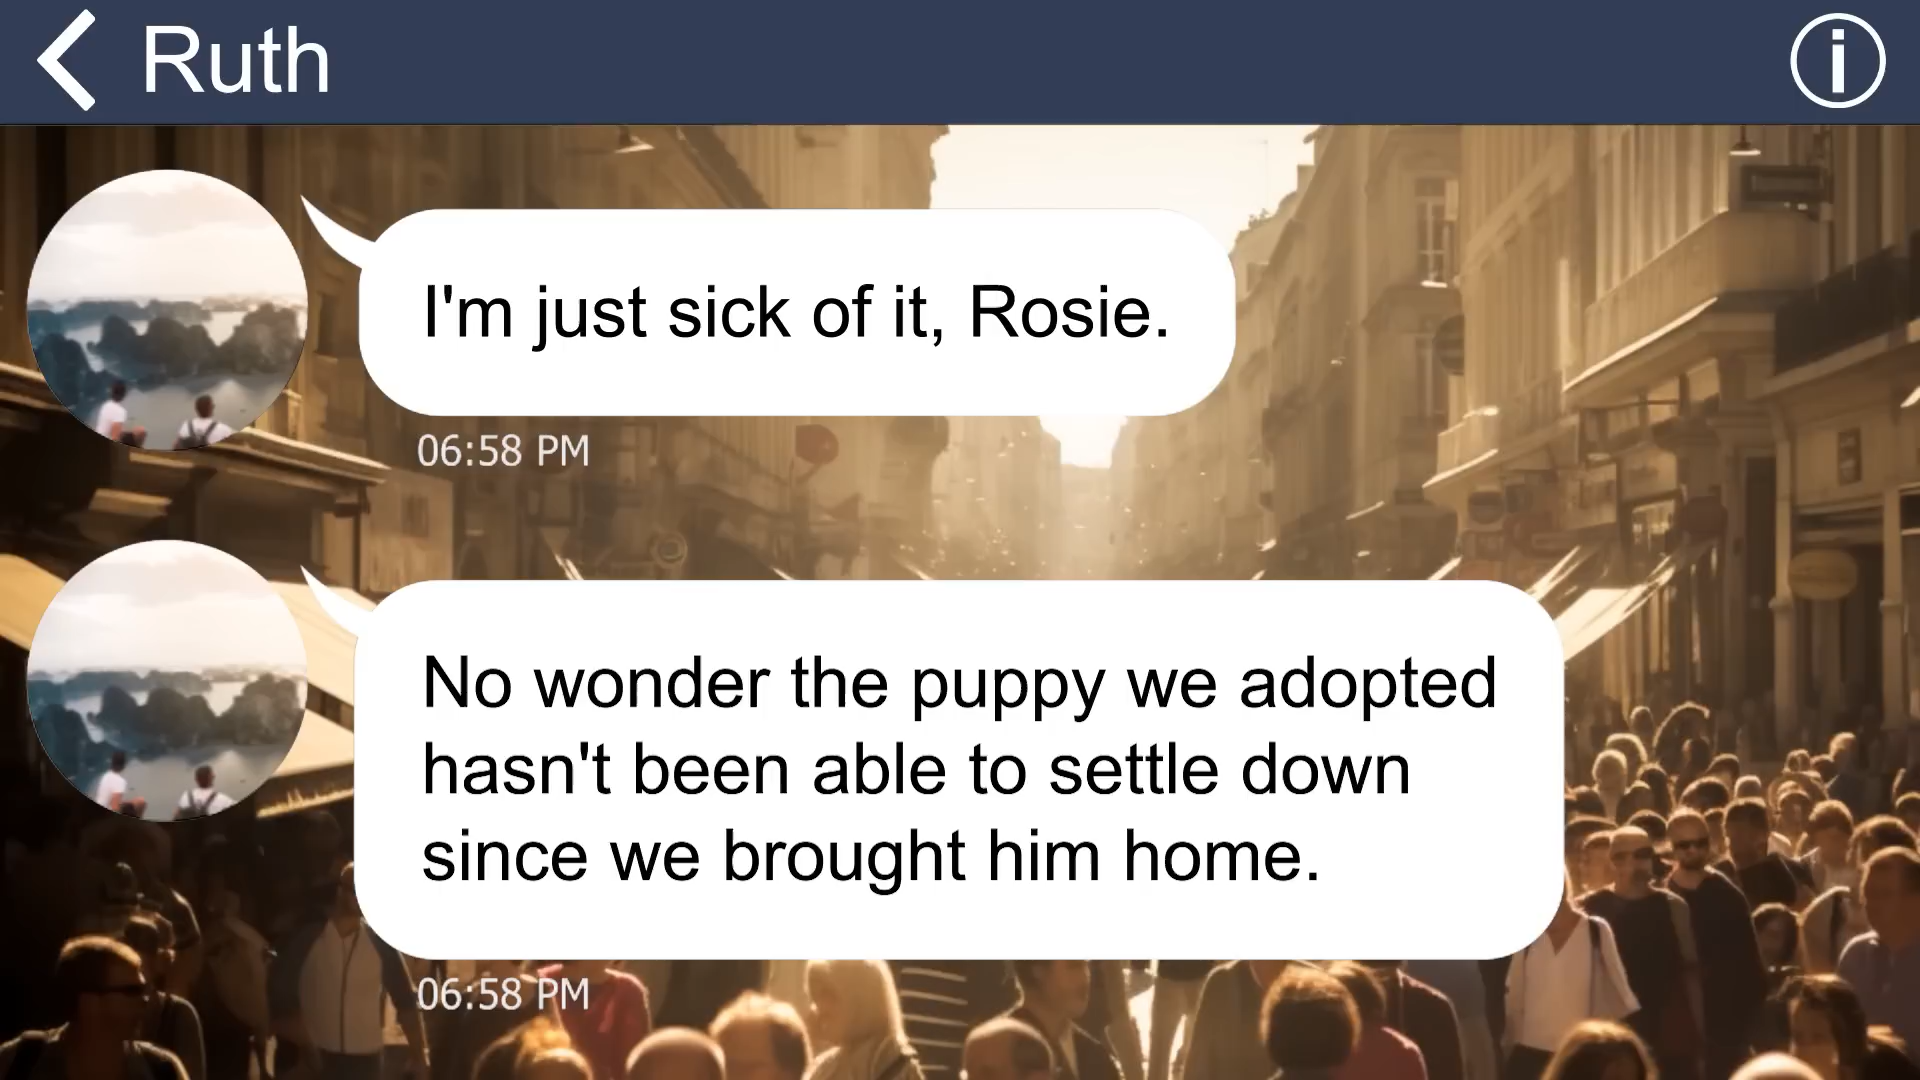 Ruth
I'm just sick of it, Rosie.
06:58 PM
No wonder the puppy we adopted
hasn't been able to settle down
since we brought him home.
06:58 PM